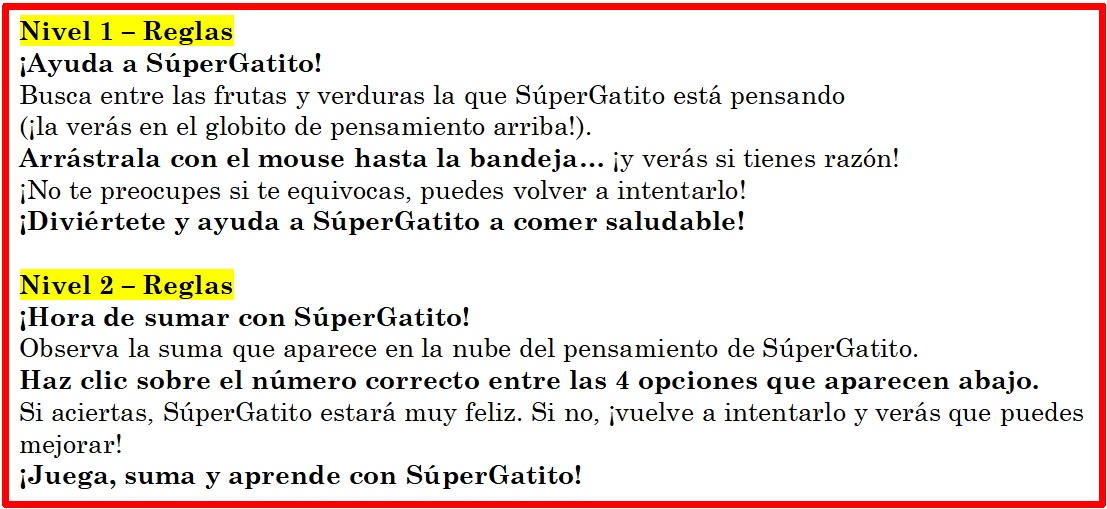 Nivel 1 – Reglas
¡Ayuda a SúperGatito!
Busca entre las frutas y verduras la que SúperGatito está pensando
(¡la verás en el globito de pensamiento arriba!).
Arrástrala con el mouse hasta la bandeja… ¡y verás si tienes razón!
¡No te preocupes si te equivocas, puedes volver a intentarlo!
¡Diviértete y ayuda a SúperGatito a comer saludable!
Nivel 2 – Reglas
¡Hora de sumar con SúperGatito!
Observa la suma que aparece en la nube del pensamiento de SúperGatito.
Haz clic sobre el número correcto entre las 4 opciones que aparecen abajo.
Si aciertas, SúperGatito estará muy feliz. Si no, ¡vuelve a intentarlo y verás que puedes
mejorar!
¡Juega, suma y aprende con SúperGatito!